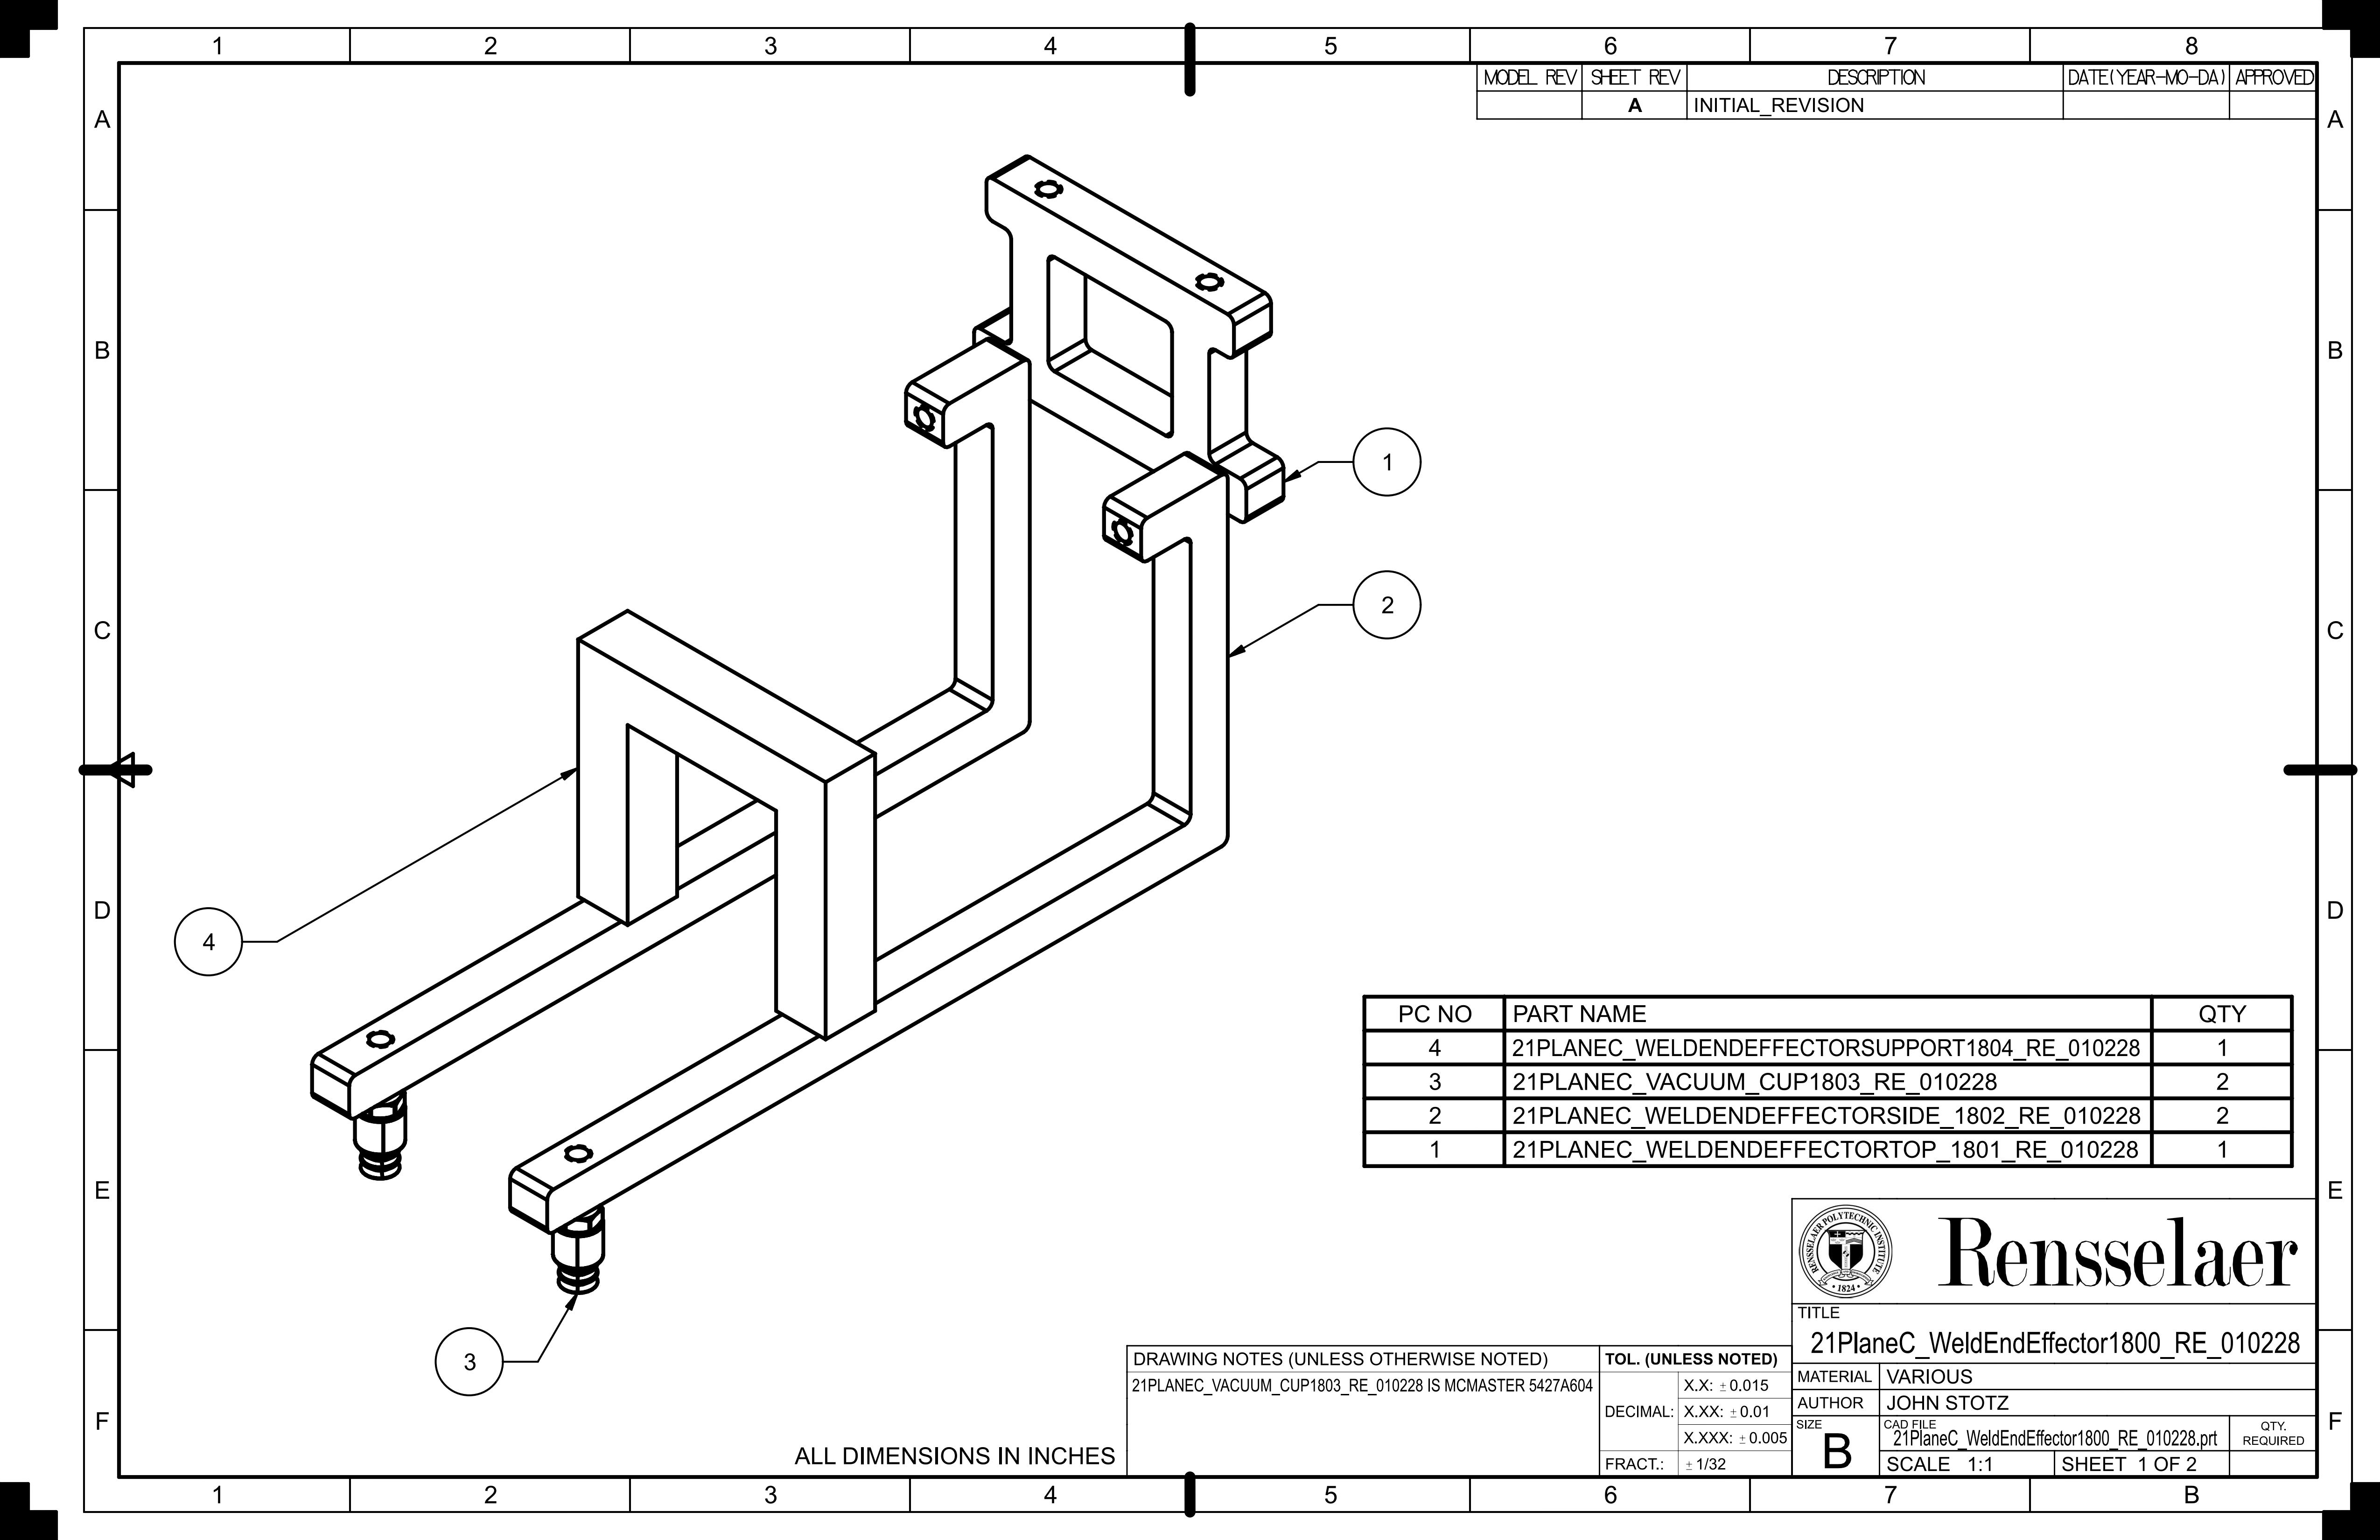 1 2 3 4 5 6 7 8
MODEL REV SHEET REV DESCRIPTION DATE(YEAR-MO-DA) APPROVED
A INITIAL_REVISION
A A
B B
1
2
C C
4
D D
PC NO PART NAME QTY
4 21PLANEC_WELDENDEFFECTORSUPPORT1804_RE_010228 1
3 21PLANEC_VACUUM_CUP1803_RE_010228 2
2 21PLANEC_WELDENDEFFECTORSIDE_1802_RE_010228 2
1 21PLANEC_WELDENDEFFECTORTOP_1801_RE_010228 1
E E
3
RENSSELAER POLYTECHNIC INSTITUTE
• 1824 •
Rensselaer
TITLE
21PlaneC_WeldEndEffector1800_RE_010228
MATERIAL VARIOUS
AUTHOR JOHN STOTZ
SIZE B
CAD FILE
21PlaneC_WeldEndEffector1800_RE_010228.prt
QTY.
REQUIRED
SCALE 1:1 SHEET 1 OF 2
DRAWING NOTES (UNLESS OTHERWISE NOTED)
21PLANEC_VACUUM_CUP1803_RE_010228 IS MCMASTER 5427A604
TOL. (UNLESS NOTED)
DECIMAL:
X.X: ±0.015
X.XX: ±0.01
X.XXX: ±0.005
FRACT.: ±1/32
ALL DIMENSIONS IN INCHES
F F
1 2 3 4 5 6 7 B